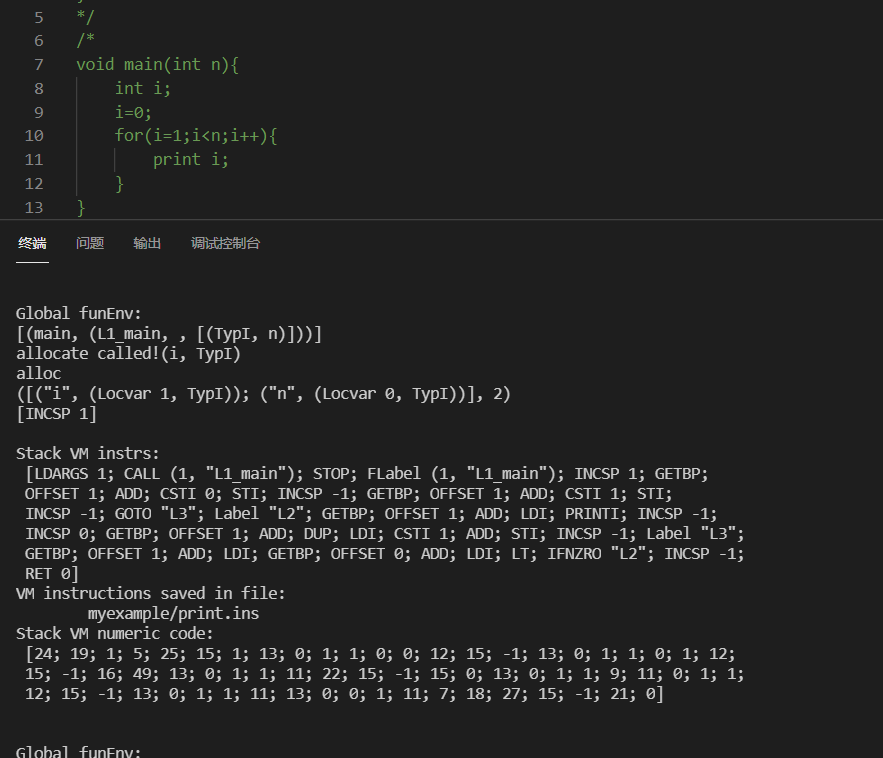 5 */
6 /*
7 void main(int n){
8 int i;
9 i=0;
10 for(i=1;i<n;i++){
11 print i;
12 }
13 }
终端 问题 输出 调试控制台
Global funEnv:
[(main, (L1_main, , [(TypI, n)]))]
allocate called!(i, TypI)
alloc
([("i", (Locvar 1, TypI)); ("n", (Locvar 0, TypI))], 2)
[INCSP 1]
Stack VM instrs:
[LDARGS 1; CALL (1, "L1_main"); STOP; FLabel (1, "L1_main"); INCSP 1; GETBP;
OFFSET 1; ADD; CSTI 0; STI; INCSP -1; GETBP; OFFSET 1; ADD; CSTI 1; STI;
INCSP -1; GOTO "L3"; Label "L2"; GETBP; OFFSET 1; ADD; LDI; PRINTI; INCSP -1;
INCSP 0; GETBP; OFFSET 1; ADD; DUP; LDI; CSTI 1; ADD; STI; INCSP -1; Label "L3";
GETBP; OFFSET 1; ADD; LDI; GETBP; OFFSET 0; ADD; LDI; LT; IFNZRO "L2"; INCSP -1;
RET 0]
VM instructions saved in file:
myexample/print.ins
Stack VM numeric code:
[24; 19; 1; 5; 25; 15; 1; 13; 0; 1; 1; 0; 0; 12; 15; -1; 13; 0; 1; 1; 0; 1; 12;
15; -1; 16; 49; 13; 0; 1; 1; 11; 22; 15; -1; 15; 0; 13; 0; 1; 1; 9; 11; 0; 1; 1;
12; 15; -1; 13; 0; 1; 1; 11; 13; 0; 0; 1; 11; 7; 18; 27; 15; -1; 21; 0]
Global funEnv: